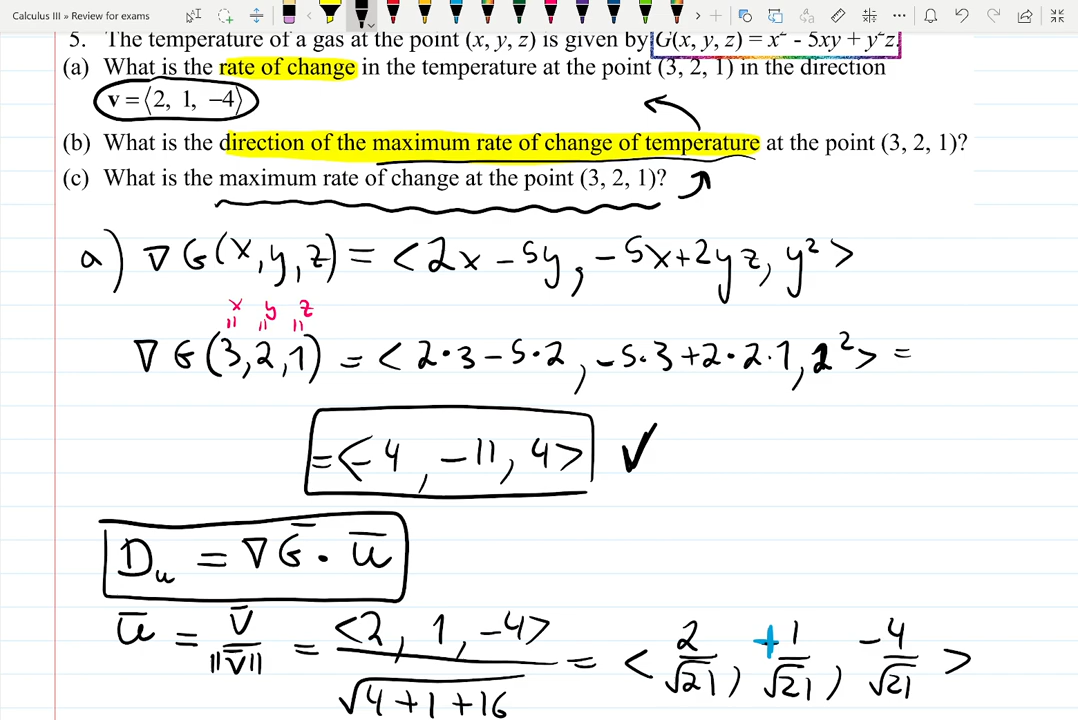 Calculus III » Review for exams
5. The temperature of a gas at the point (x, y, z) is given by G(x, y, z) = x² - 5xy + y²z.
(a) What is the rate of change in the temperature at the point (3, 2, 1) in the direction
v = ⟨2, 1, −4⟩
(b) What is the direction of the maximum rate of change of temperature at the point (3, 2, 1)?
(c) What is the maximum rate of change at the point (3, 2, 1)?
a) ∇G(x,y,z) = <2x − 5y, −5x+2yz, y²>
x y z
" " "
∇G(3,2,1) = <2·3 − 5·2, −5·3+2·2·1, 2²> =
= <−4, −11, 4> ✓
Dᵤ = ∇G̅ · u̅
u̅ = v̅/||v̅|| = <2, 1, −4>/√4+1+16 = <2/√21, +1/√21, −4/√21>